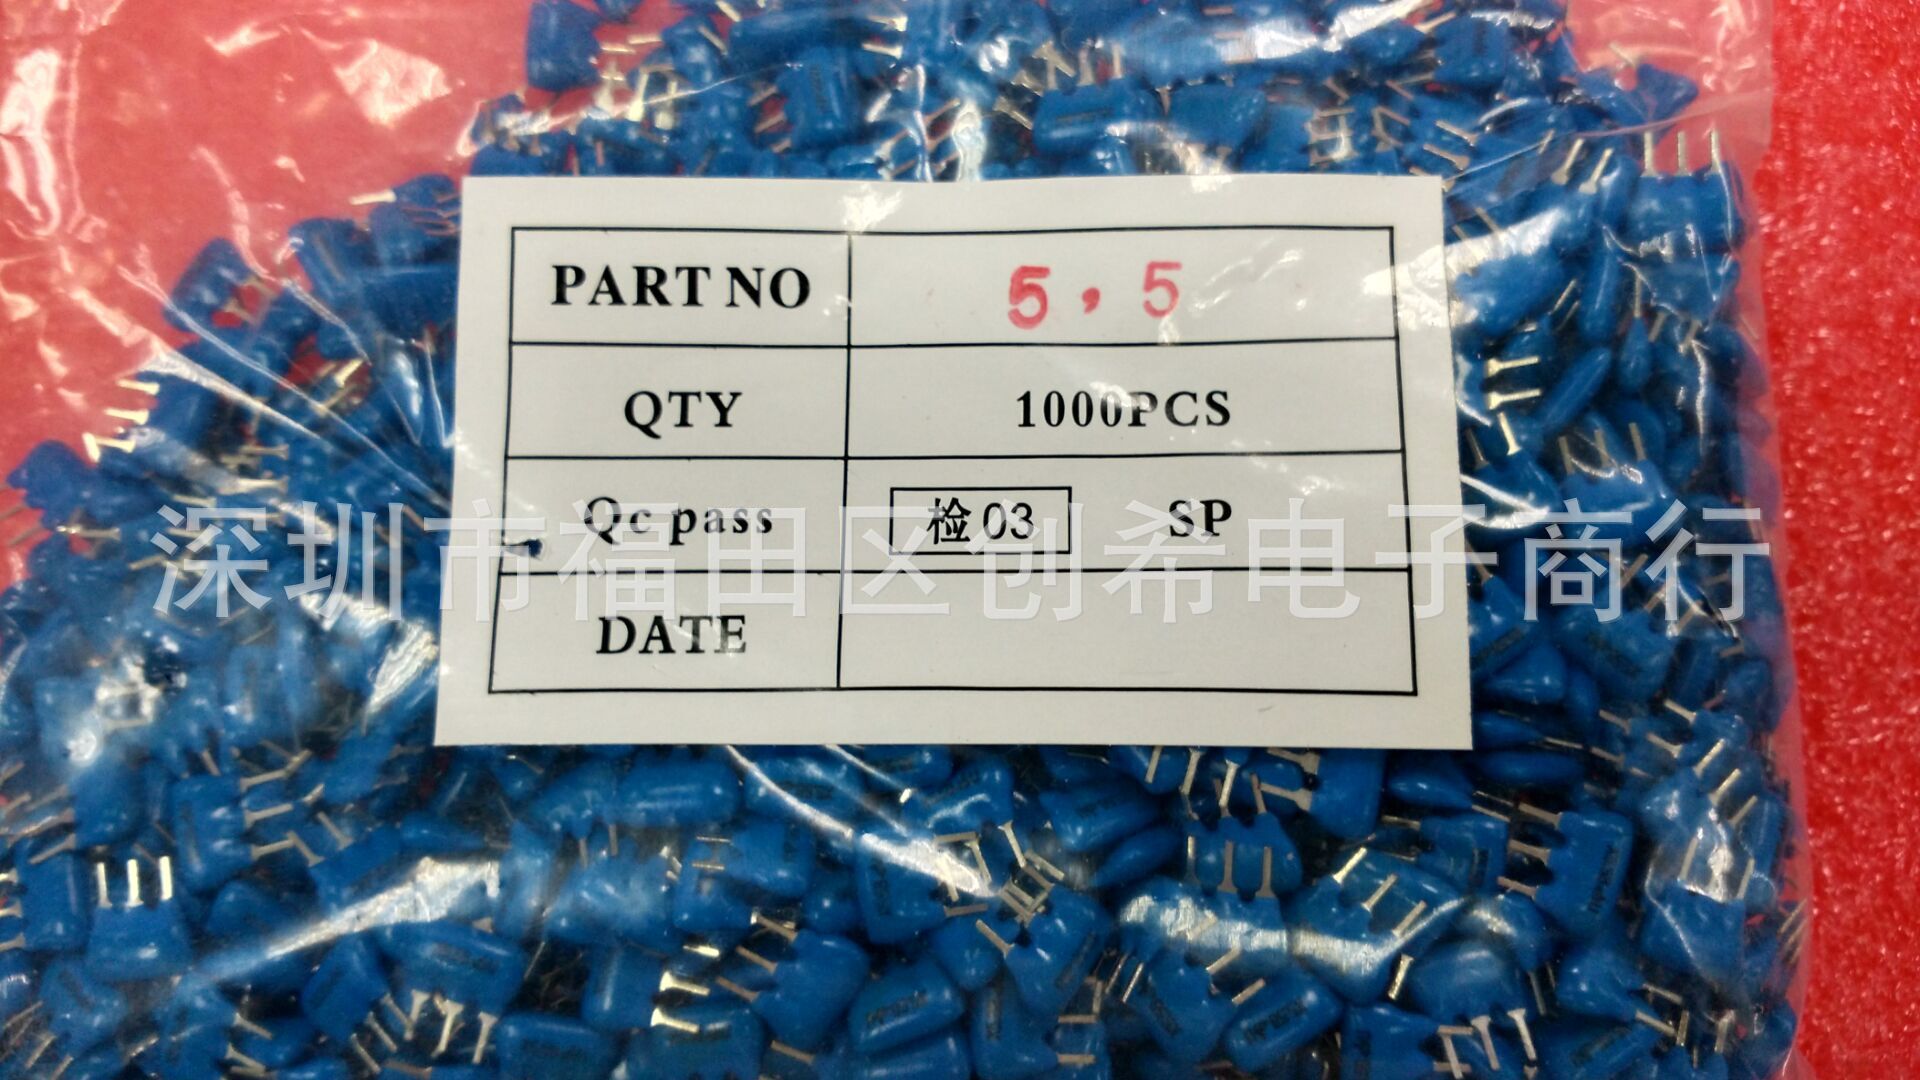 PART NO 5,5
QTY 1000PCS
Qc pass 检03 SP
深圳市福田区创希电子商行
DATE